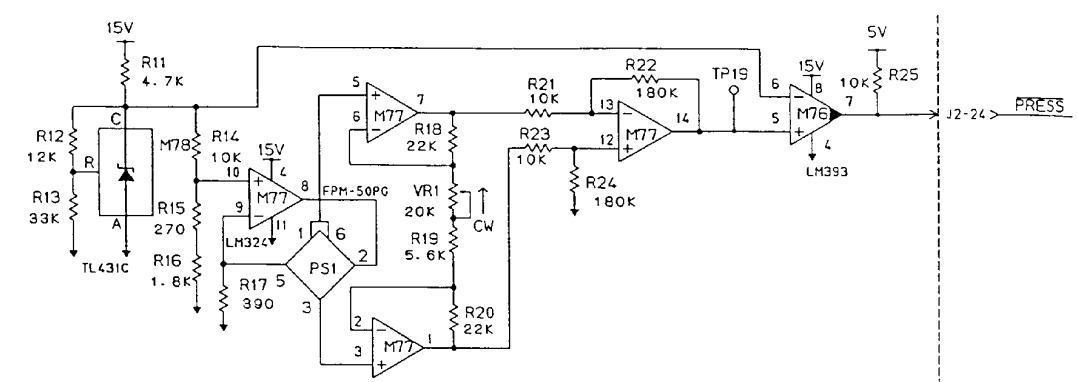 15V
R11
4.7K
C
R12
12K
R
R13
33K
A
TL431C
M78
R14
10K
R15
270
R16
1.8K
15V
10
4
M77
8
9
11
LM324
R17
390
FPM-50PG
1
6
5
PS1
2
3
5
M77
7
6
R18
22K
VR1
20K
CW
R19
5.6K
R20
22K
2
M77
1
3
R21
10K
R22
180K
R23
10K
13
M77
14
12
R24
180K
TP19
15V
6
8
M76
7
5
4
LM393
5V
10K
R25
J2-24
PRESS